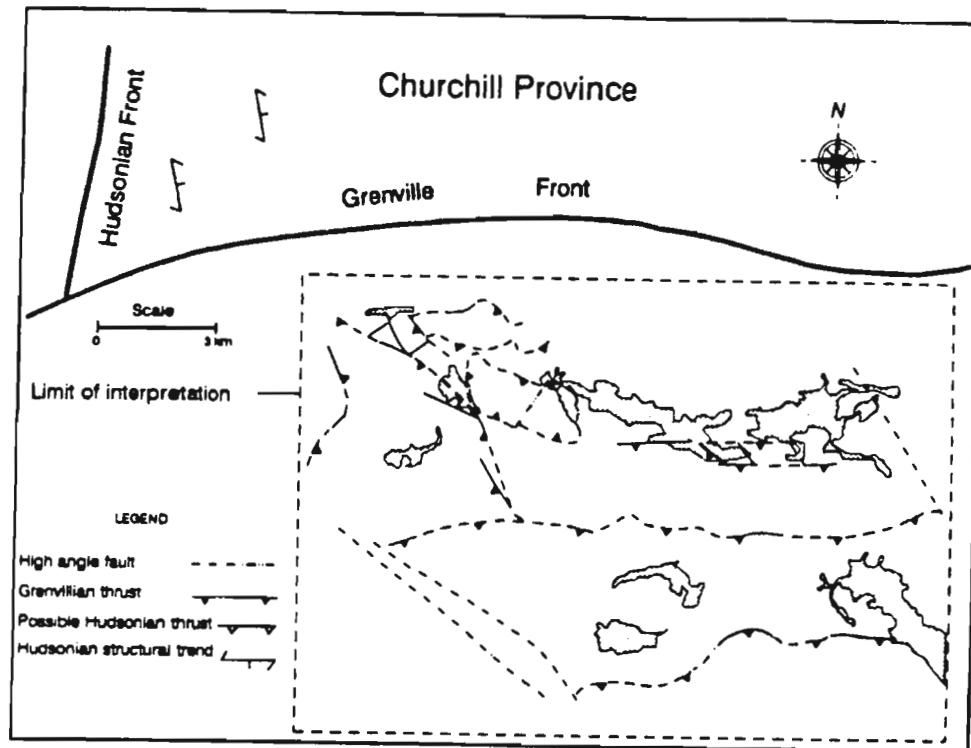 Churchill Province
Hudsonian Front
N
Grenville Front
Scale
0 3 km
Limit of interpretation
LEGEND
High angle fault
Grenvillian thrust
Possible Hudsonian thrust
Hudsonian structural trend